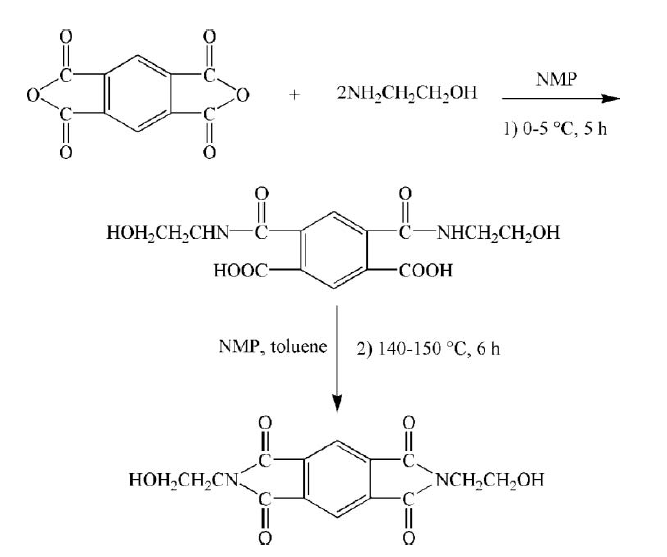 O O
C C
O O + 2NH₂CH₂CH₂OH NMP
C C 1) 0-5 °C, 5 h
O O
O O
HOH₂CH₂CHN—C C—NHCH₂CH₂OH
HOOC COOH
NMP, toluene 2) 140-150 °C, 6 h
O O
C C
HOH₂CH₂CN NCH₂CH₂OH
C C
O O